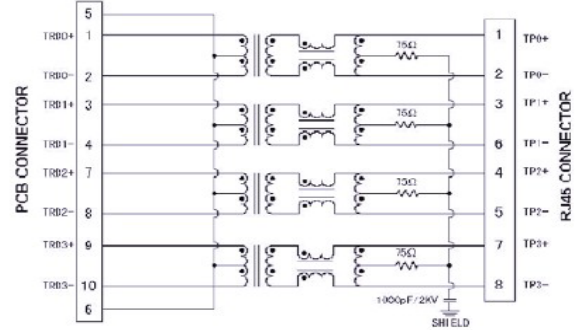 PCB CONNECTOR
5
TRD0+ 1
TRD0- 2
TRD1+ 3
TRD1- 4
TRD2+ 7
TRD2- 8
TRD3+ 9
TRD3- 10
6
75Ω
75Ω
75Ω
75Ω
1000pF/2KV
SHIELD
1 TP0+
2 TP0-
3 TP1+
6 TP1-
4 TP2+
5 TP2-
7 TP3+
8 TP3-
RJ45 CONNECTOR